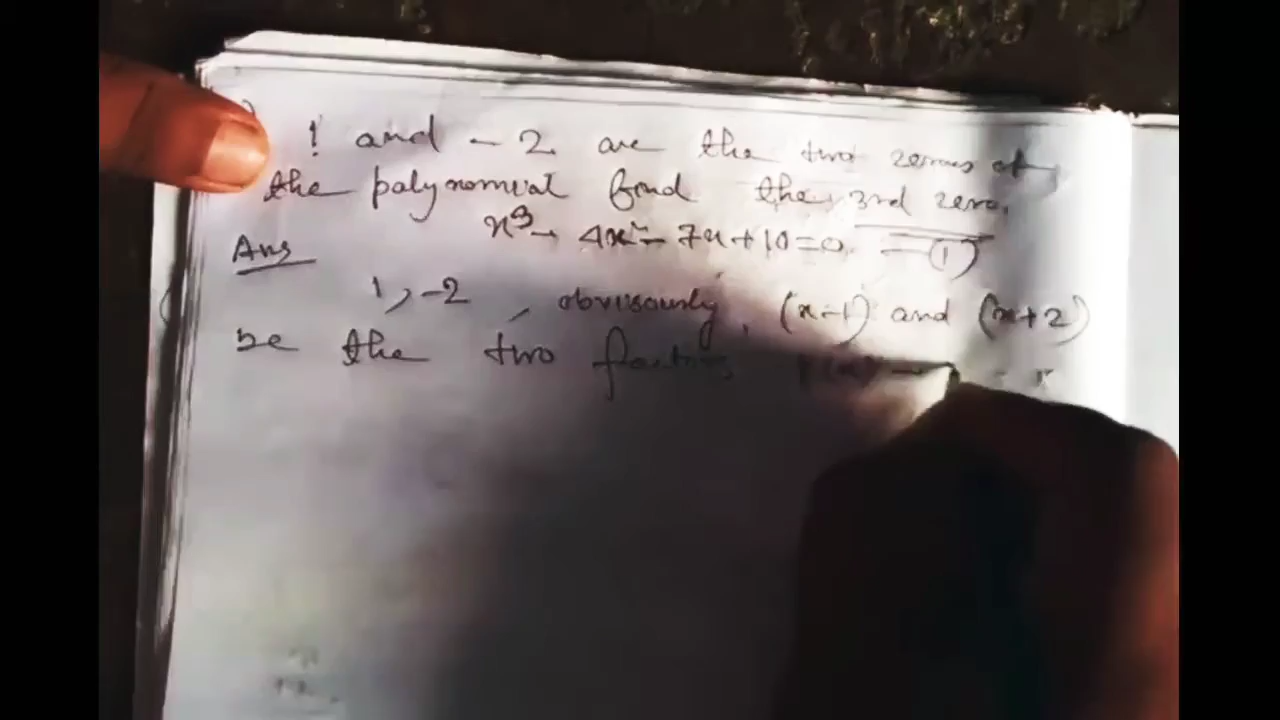 1 and - 2 are the two zeros of
the polynomial find the 3rd zero.
x³ - 4x² - 7x + 10 = 0. — (1)
Ans
1, -2, obviously, (x-1) and (x+2)
be the two factors